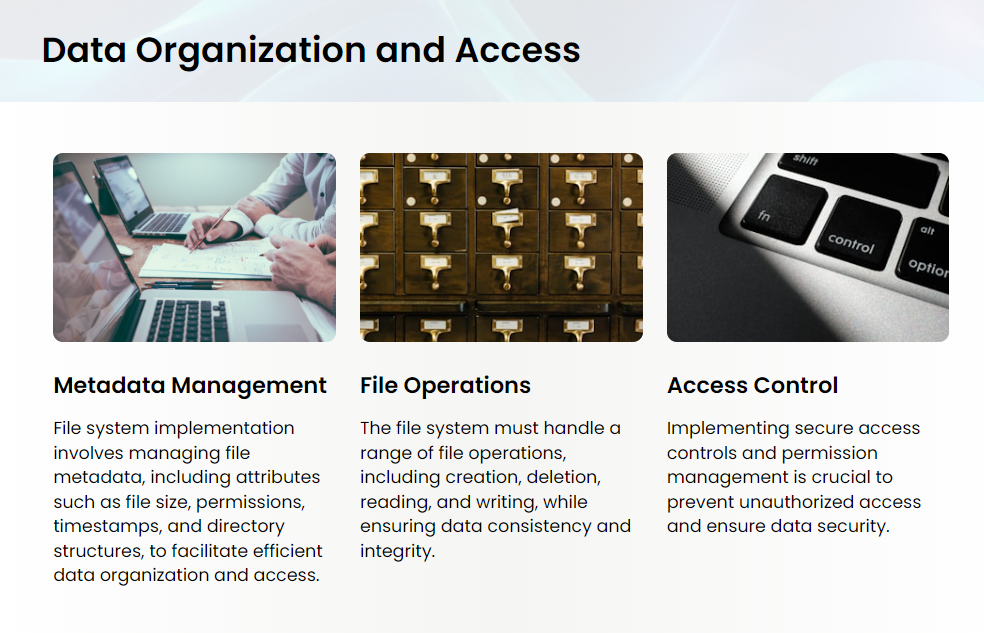 Data Organization and Access
shift
fn
control
alt
option
Metadata Management
File system implementation
involves managing file
metadata, including attributes
such as file size, permissions,
timestamps, and directory
structures, to facilitate efficient
data organization and access.
File Operations
The file system must handle a
range of file operations,
including creation, deletion,
reading, and writing, while
ensuring data consistency and
integrity.
Access Control
Implementing secure access
controls and permission
management is crucial to
prevent unauthorized access
and ensure data security.